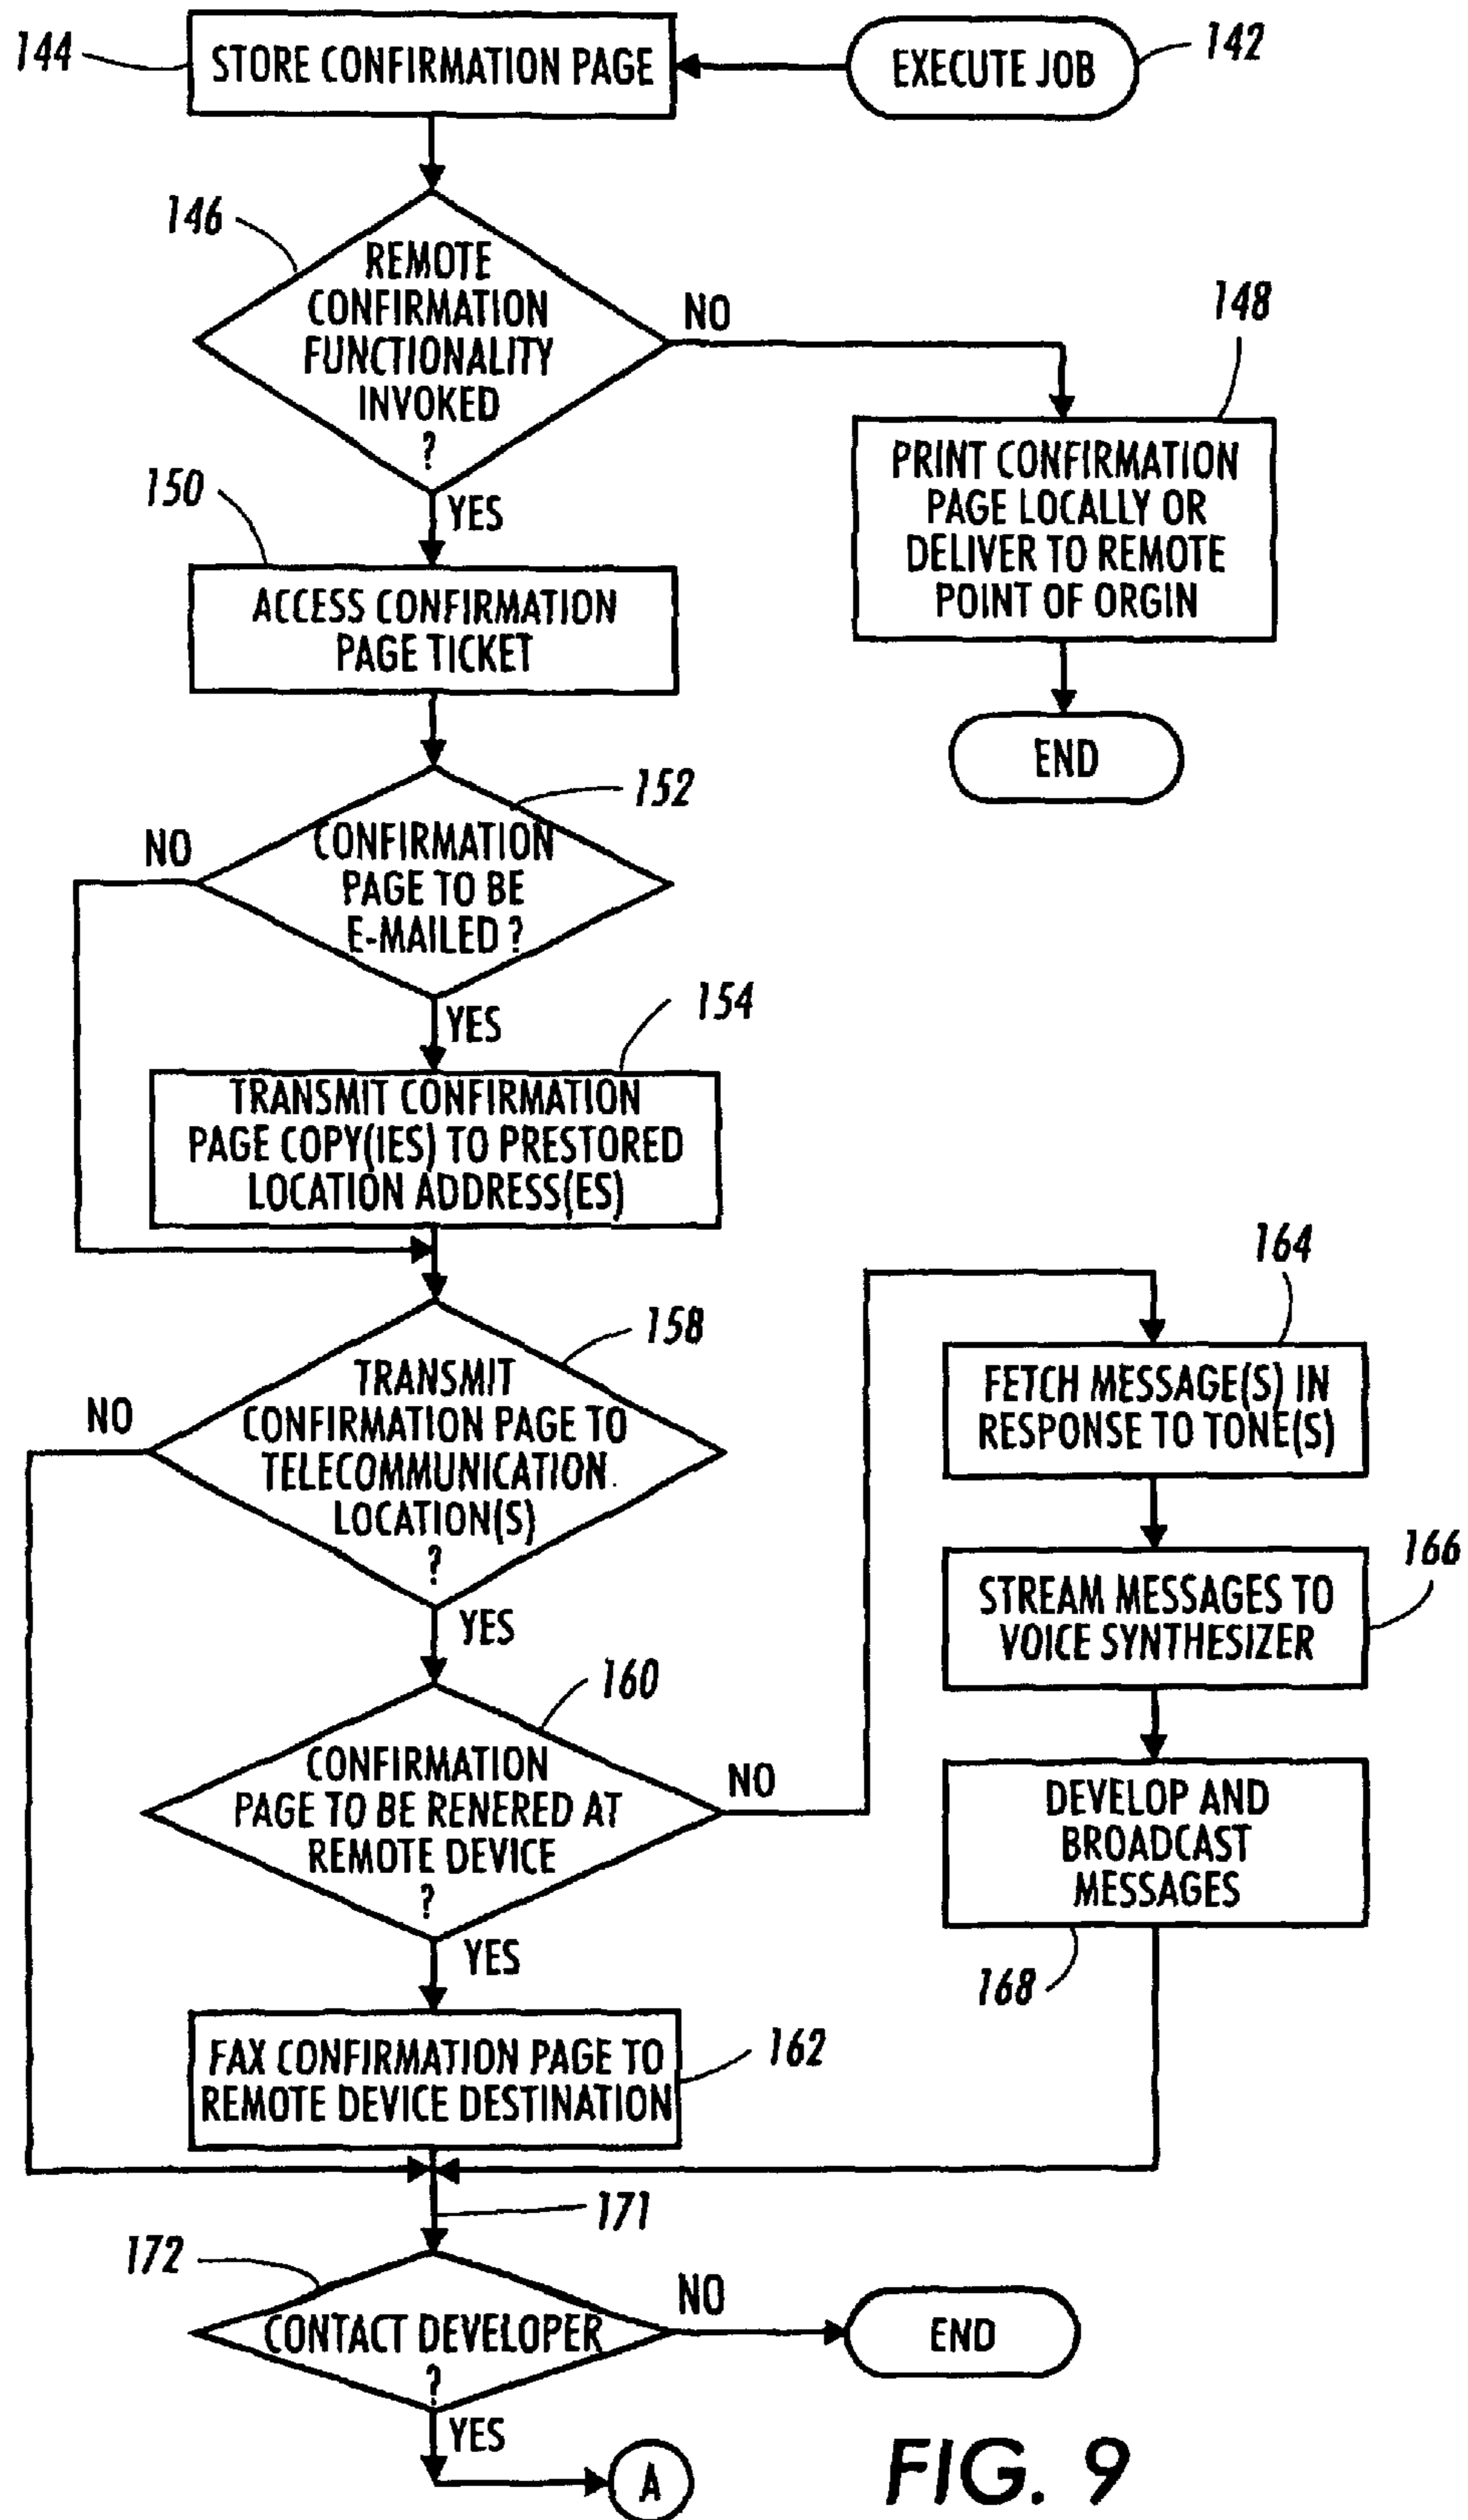 144
STORE CONFIRMATION PAGE
EXECUTE JOB
142
146
REMOTE
CONFIRMATION
FUNCTIONALITY
INVOKED
?
NO
148
YES
PRINT CONFIRMATION
PAGE LOCALLY OR
DELIVER TO REMOTE
POINT OF ORGIN
150
ACCESS CONFIRMATION
PAGE TICKET
END
152
NO
CONFIRMATION
PAGE TO BE
E-MAILED ?
YES
154
TRANSMIT CONFIRMATION
PAGE COPY(IES) TO PRESTORED
LOCATION ADDRESS(ES)
158
NO
TRANSMIT
CONFIRMATION PAGE TO
TELECOMMUNICATION
LOCATION(S)
?
YES
160
CONFIRMATION
PAGE TO BE RENERED AT
REMOTE DEVICE
?
NO
YES
164
FETCH MESSAGE(S) IN
RESPONSE TO TONE(S)
166
STREAM MESSAGES TO
VOICE SYNTHESIZER
DEVELOP AND
BROADCAST
MESSAGES
168
FAX CONFIRMATION PAGE TO
REMOTE DEVICE DESTINATION
162
171
172
CONTACT DEVELOPER
?
NO
END
YES
A
FIG. 9